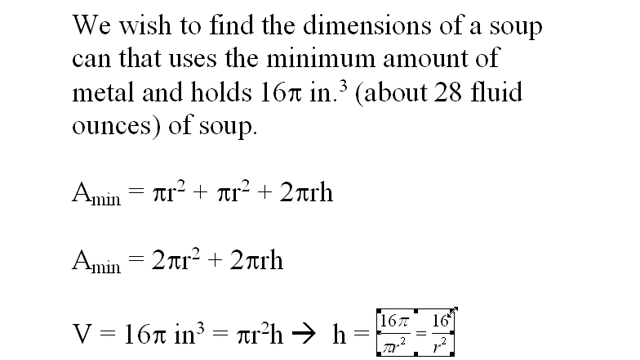 We wish to find the dimensions of a soup
can that uses the minimum amount of
metal and holds 16π in.³ (about 28 fluid
ounces) of soup.
Aₘᵢₙ = πr² + πr² + 2πrh
Aₘᵢₙ = 2πr² + 2πrh
V = 16π in³ = πr²h → h = 16π/πr² = 16/r²